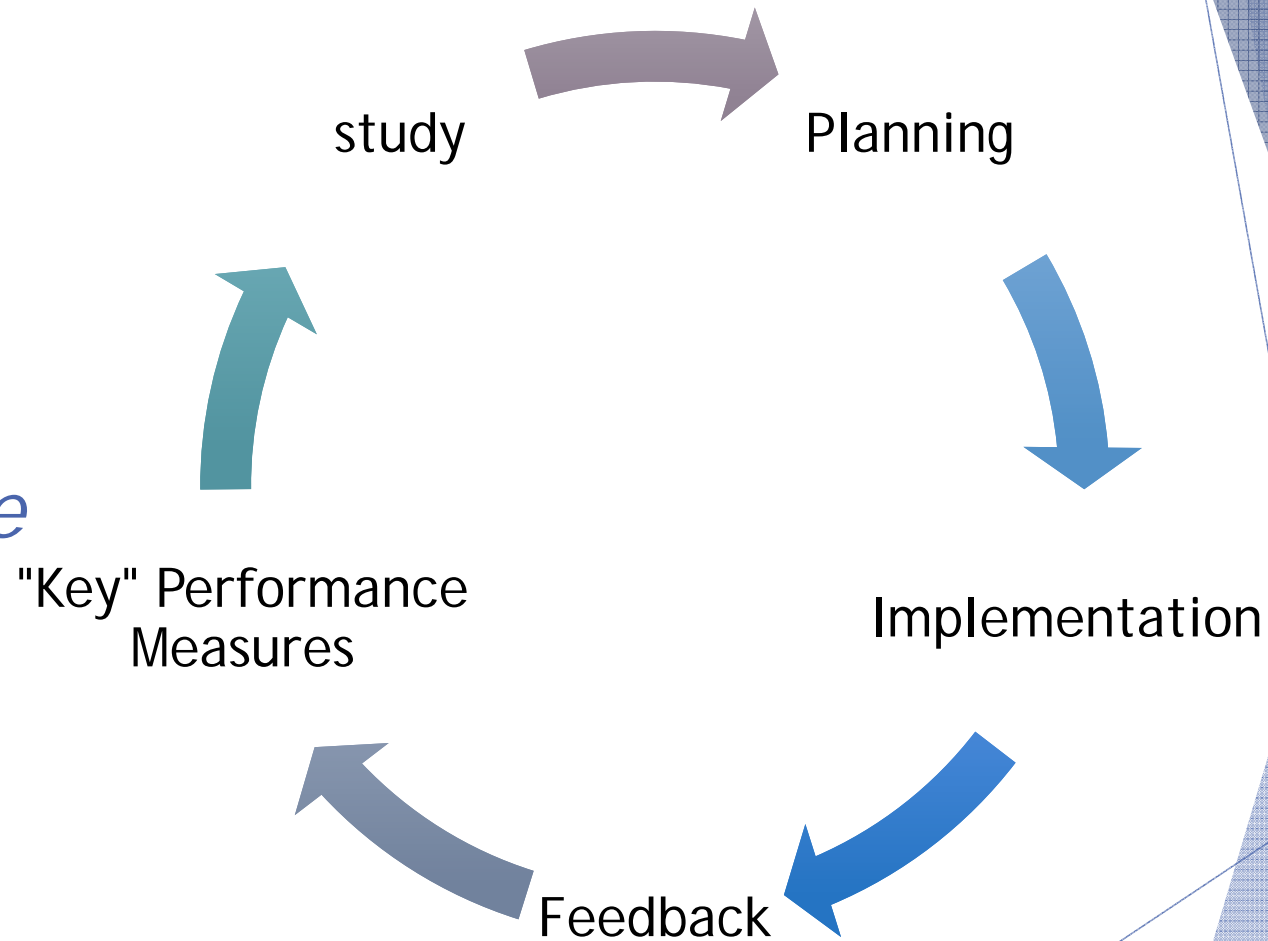 study
Planning
e
"Key" Performance
Measures
Implementation
Feedback